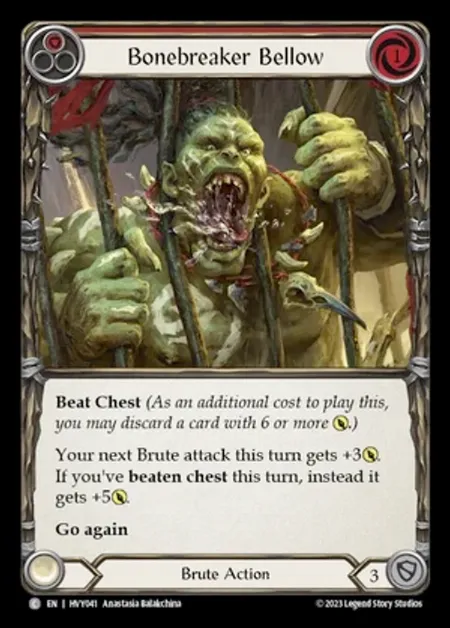 Bonebreaker Bellow
1
Beat Chest (As an additional cost to play this,
you may discard a card with 6 or more .)
Your next Brute attack this turn gets +3.
If you've beaten chest this turn, instead it
gets +5.
Go again
Brute Action
3
C EN | HVY041 Anastasia Balakchina
© 2023 Legend Story Studios